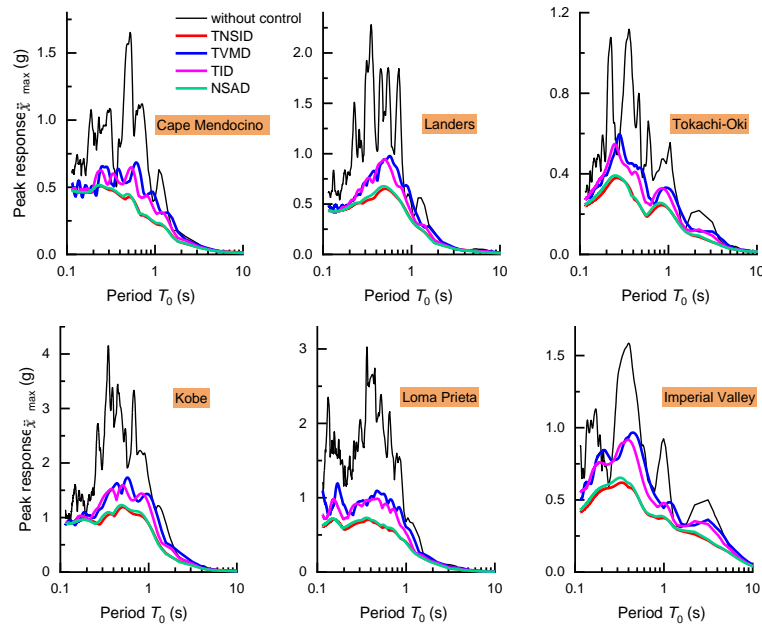 without control
TNSID
TVMD
TID
NSAD
Peak response ẍ max (g)
1.5
1.0
0.5
0.0
Cape Mendocino
0.1 1 10
Period T0 (s)
2.0
1.5
1.0
0.5
0.0
Landers
0.1 1 10
Period T0 (s)
1.2
0.8
0.4
0.0
Tokachi-Oki
0.1 1 10
Period T0 (s)
Peak response ẍ max (g)
4
3
2
1
0
Kobe
0.1 1 10
Period T0 (s)
3
2
1
0
Loma Prieta
0.1 1 10
Period T0 (s)
1.5
1.0
0.5
0.0
Imperial Valley
0.1 1 10
Period T0 (s)